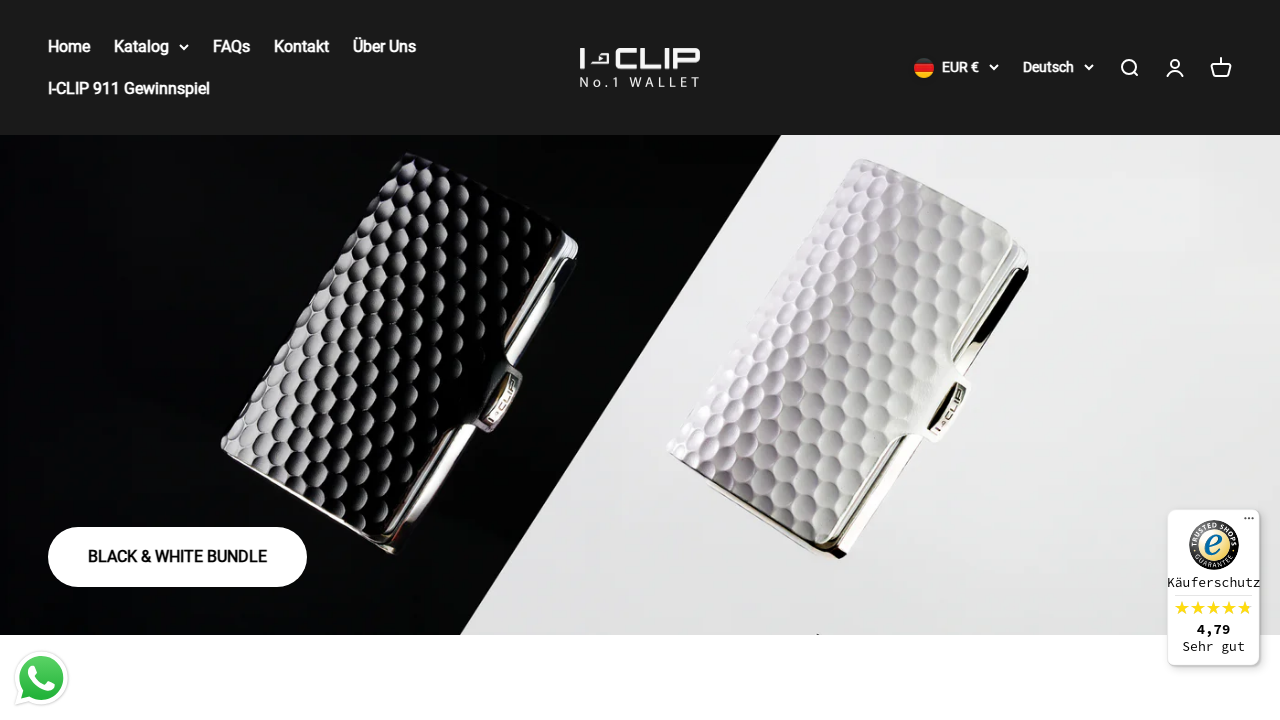 Home
Katalog
FAQs
Kontakt
Über Uns
I-CLIP 911 Gewinnspiel
I-CLIP
No.1 WALLET
EUR €
Deutsch
I-CLIP
I-CLIP
BLACK & WHITE BUNDLE
TRUSTED SHOPS
GUARANTEE
e
Käuferschutz
4,79
Sehr gut